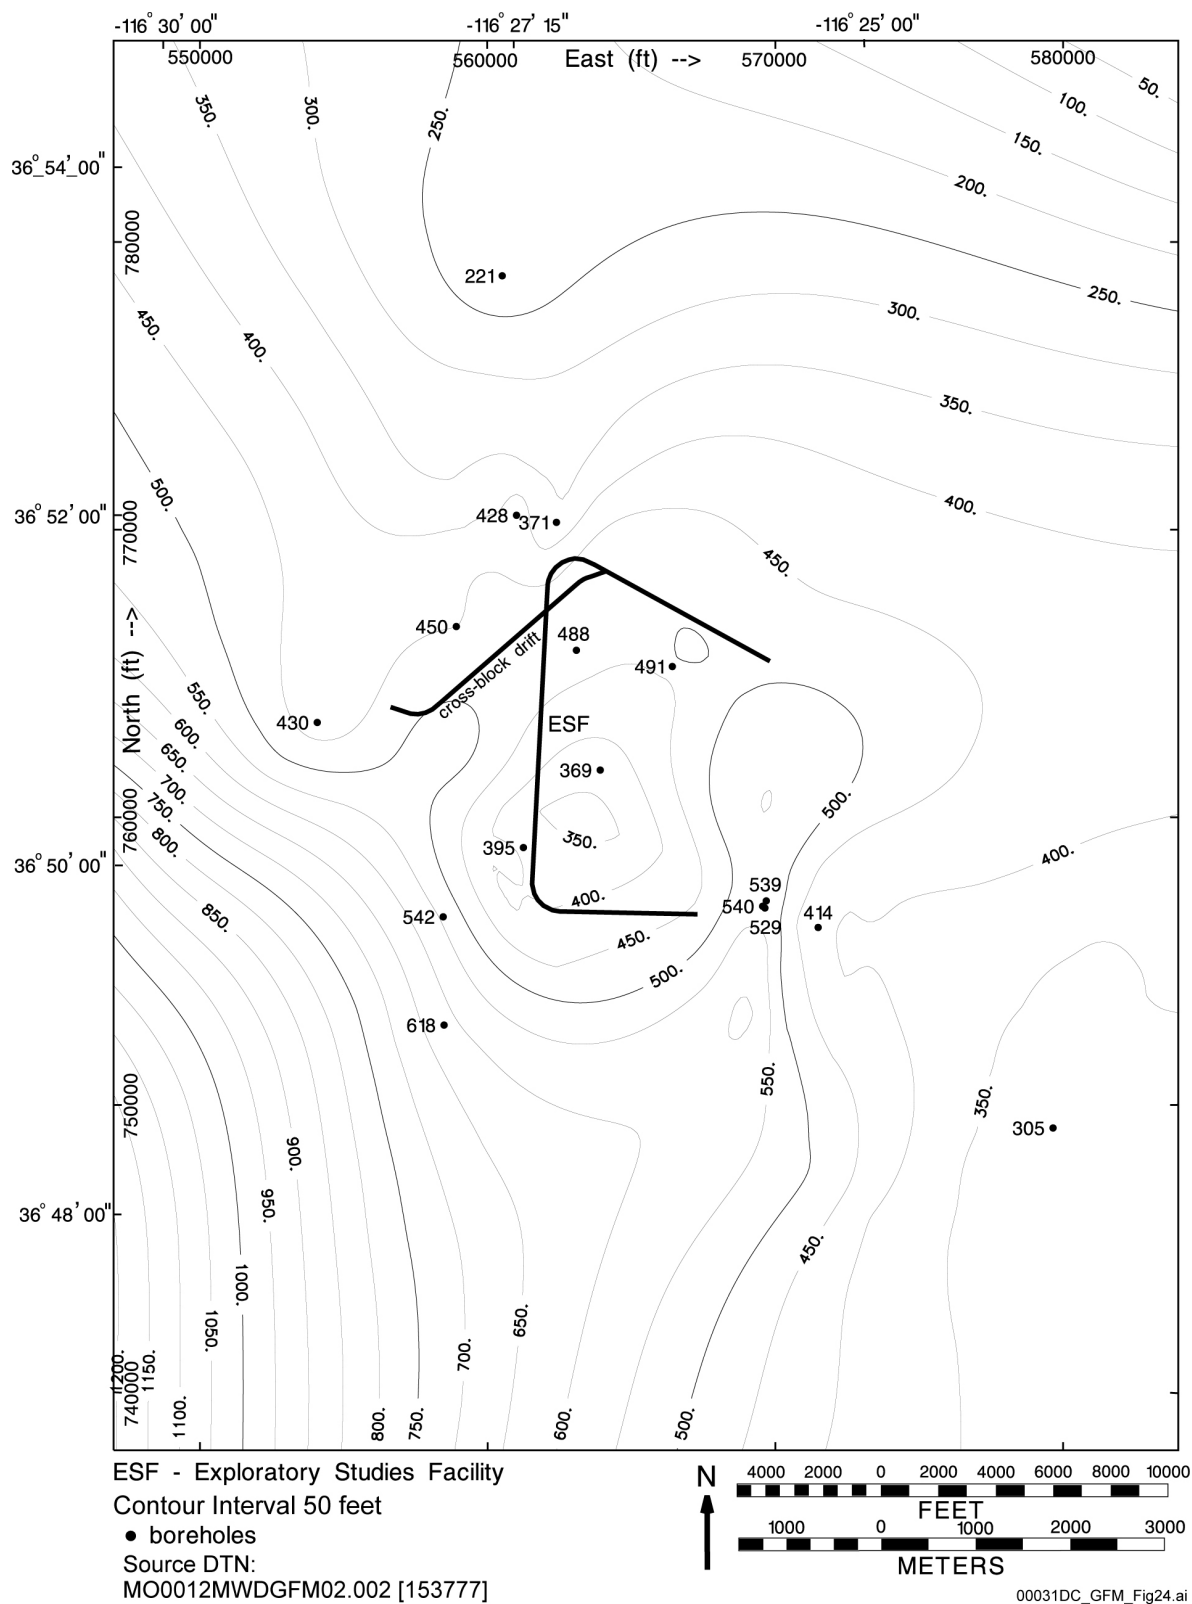 -116° 30' 00" -116° 27' 15" -116° 25' 00"
550000 560000 East (ft) --> 570000 580000
50.
350. 300. 250. 100.
150.
36_54' 00"
200.
780000
221
250.
450. 400. 300.
350.
500. 400.
36° 52' 00" 428 371
770000
450.
450 488
491
cross-block drift
North (ft) -->
550. 430 ESF
600.
650. 369
700.
750. 500.
760000
800. 395 350. 400.
36° 50' 00"
539
400. 540 414
850. 542 529
450.
500.
618
550.
750000 350.
305
900.
950.
36° 48' 00"
450.
1000.
1050. 650.
700.
1200. 1150.
740000
1100. 800. 750. 600. 500.
ESF - Exploratory Studies Facility
Contour Interval 50 feet
boreholes
Source DTN:
MO0012MWDGFM02.002 [153777]
N
4000 2000 0 2000 4000 6000 8000 10000
FEET
1000 0 1000 2000 3000
METERS
00031DC_GFM_Fig24.ai